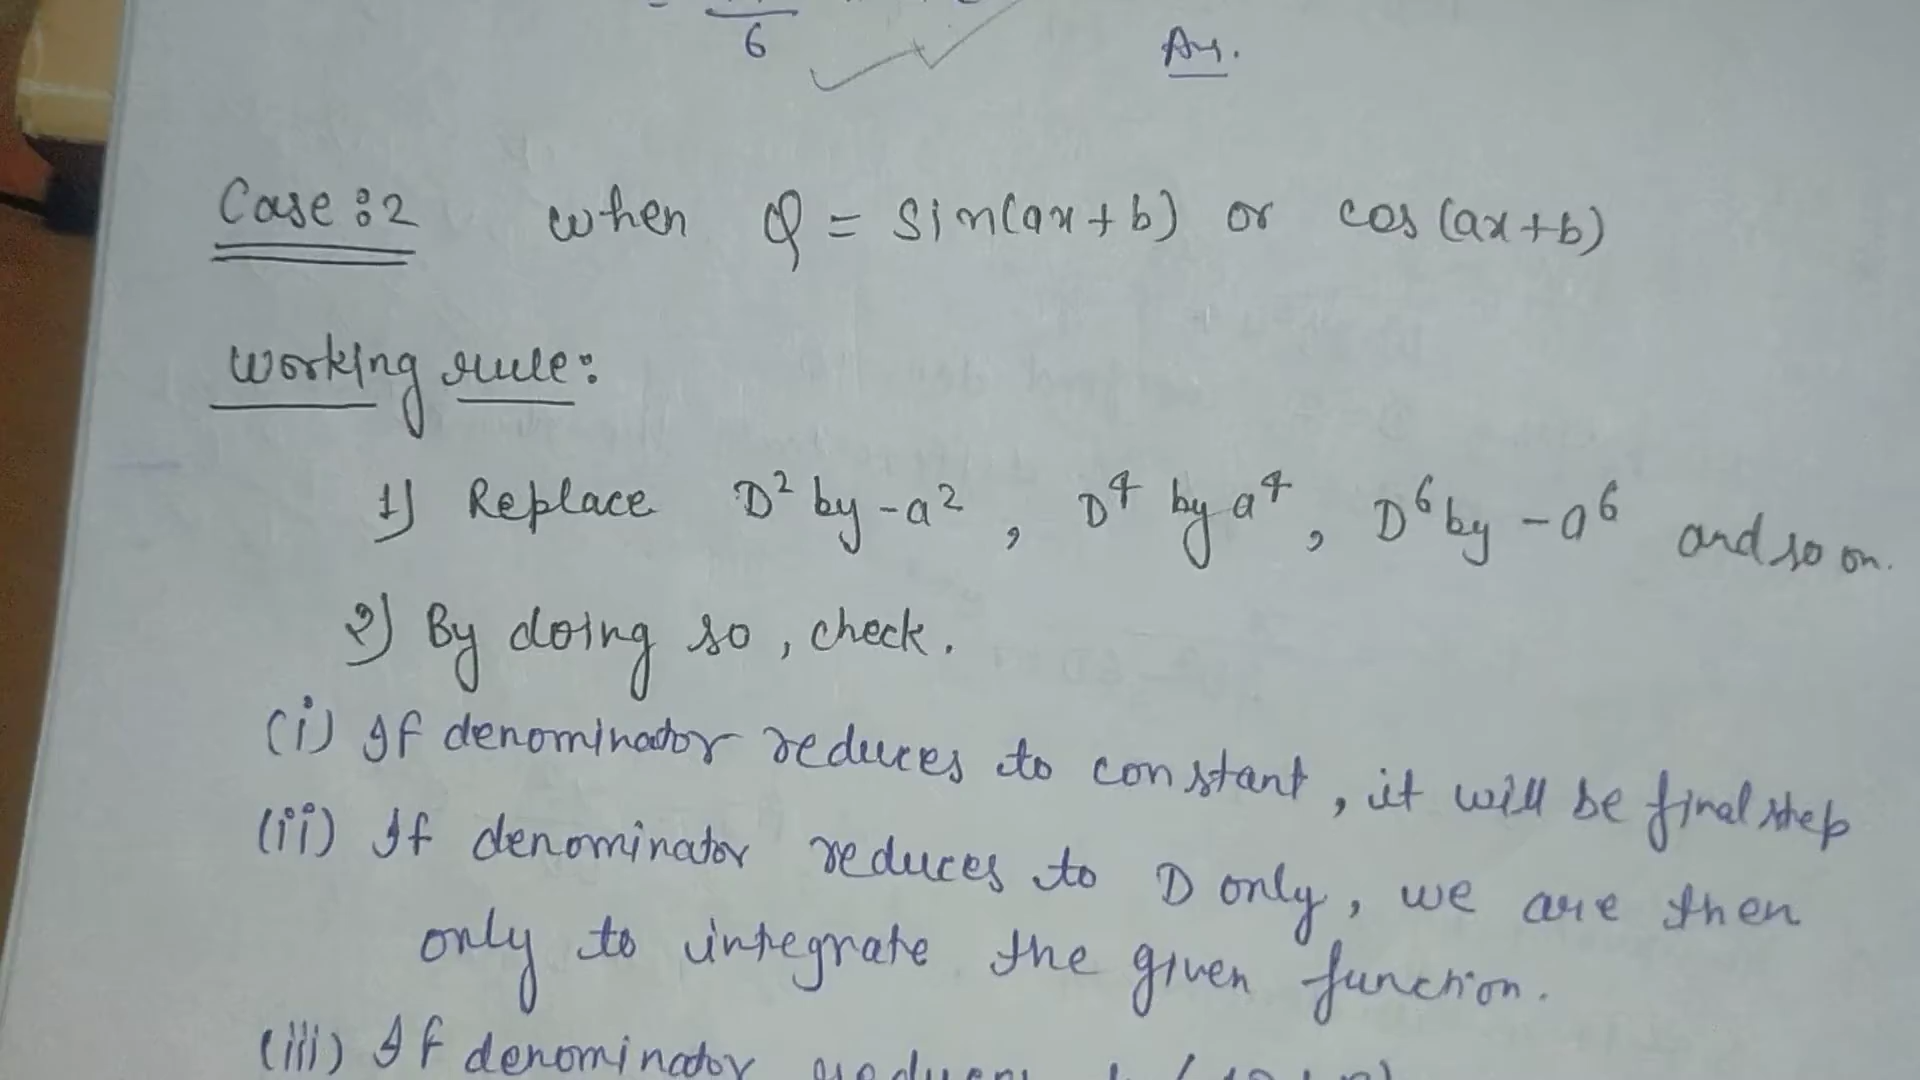 6
Ans.
Case:2 when Q = Sin(ax+b) or cos(ax+b)
Working rule:
1) Replace D² by -a², D⁴ by a⁴, D⁶ by -a⁶ and so on.
2) By doing so, check.
(i) If denominator reduces to constant, it will be final step
(ii) If denominator reduces to D only, we are then
only to integrate the given function.
(iii) If denominator reduces